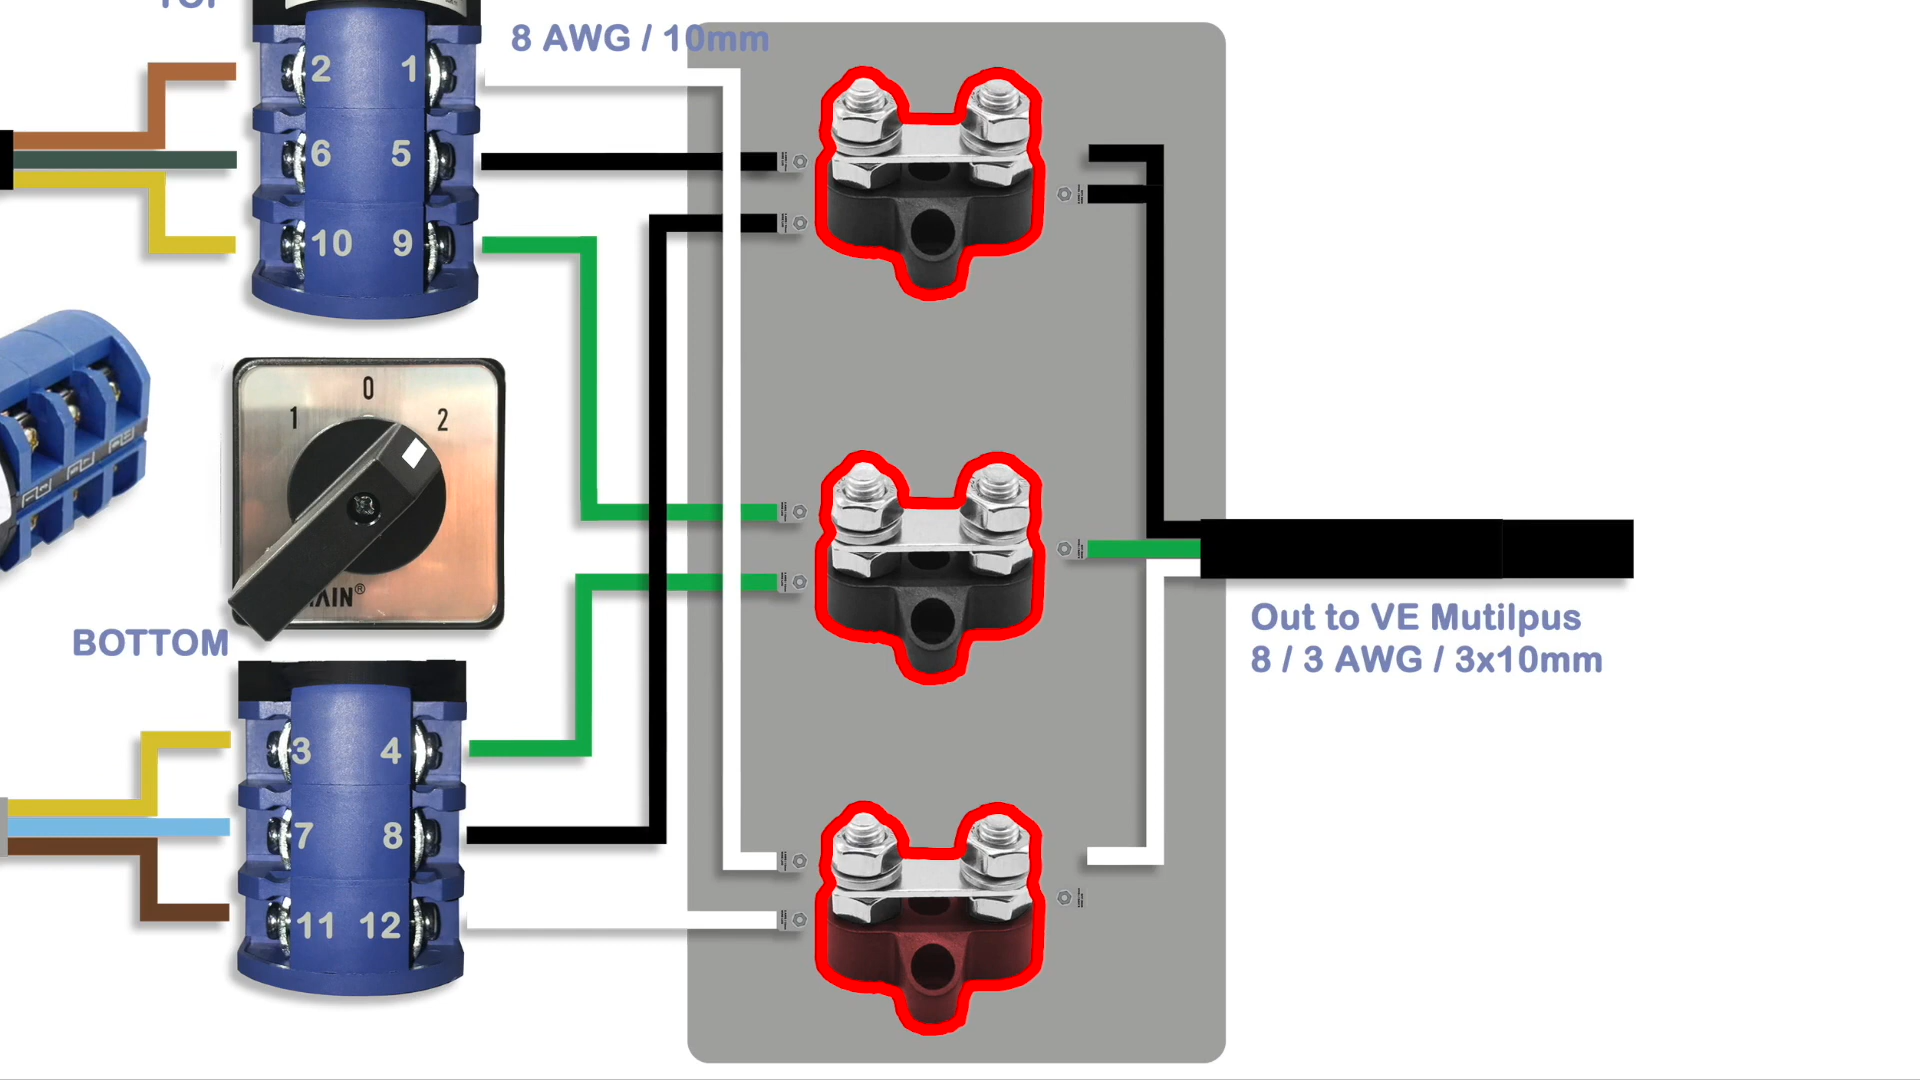 8 AWG / 10mm
2 1
6 5
10 9
0
1 2
BOTTOM
Out to VE Mutilpus
8 / 3 AWG / 3x10mm
3 4
7 8
11 12